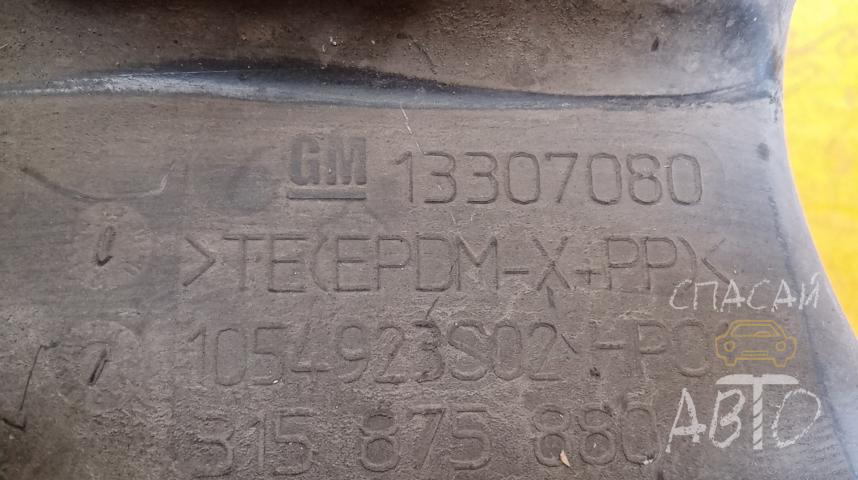 GM 13307080
>TE(EPDM-X+PP)<
1054923S02
315 875 880
СПАСАЙ
АВТО